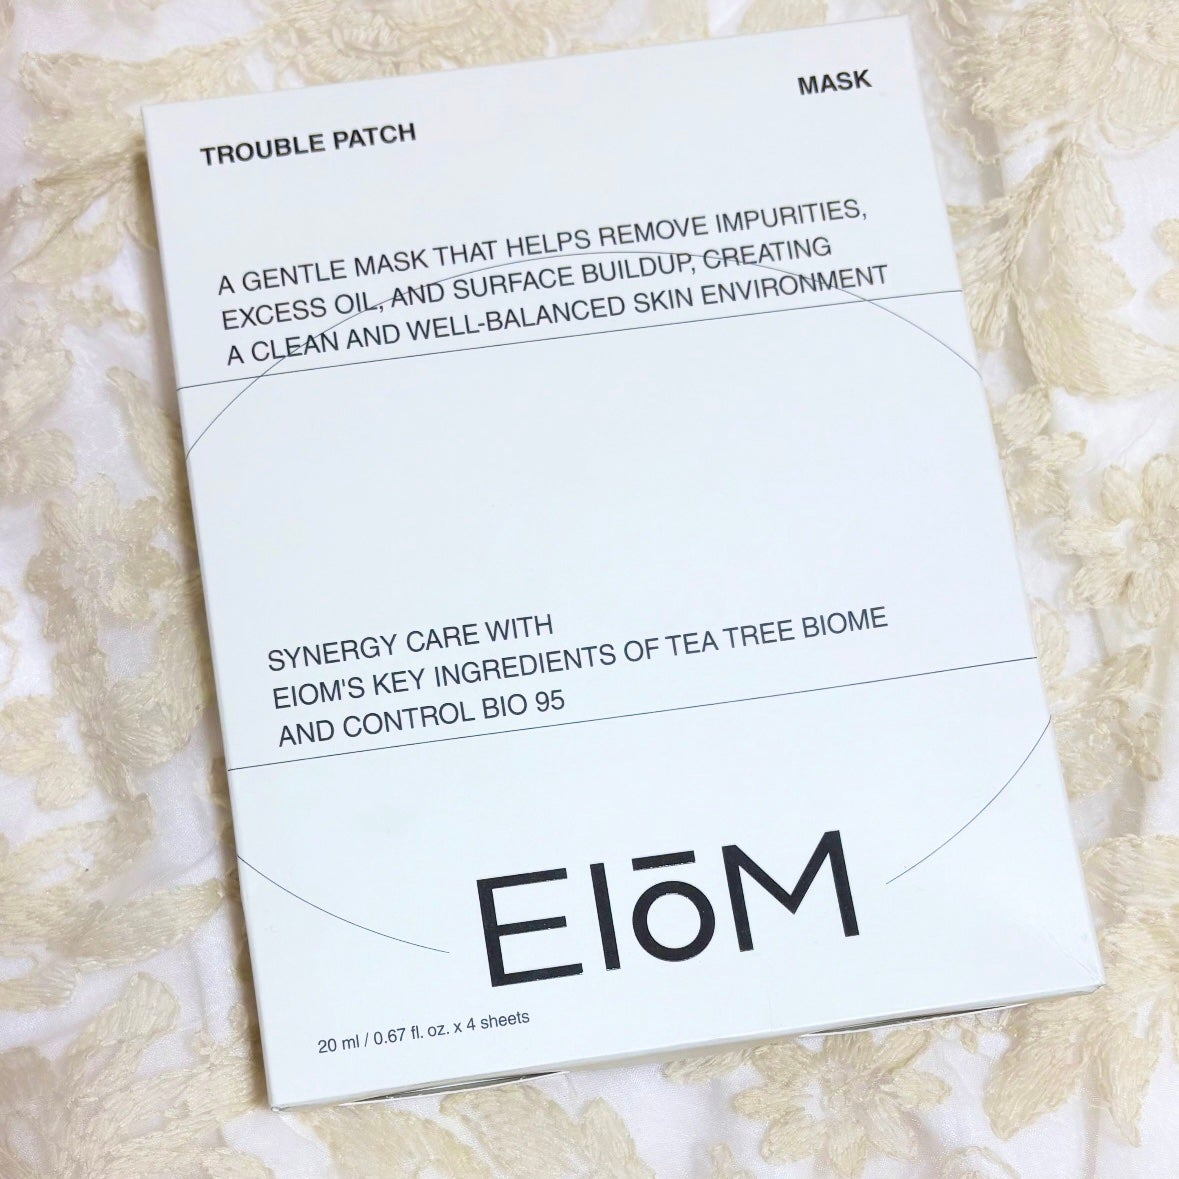 TROUBLE PATCH
MASK
A GENTLE MASK THAT HELPS REMOVE IMPURITIES,
EXCESS OIL, AND SURFACE BUILDUP, CREATING
A CLEAN AND WELL-BALANCED SKIN ENVIRONMENT
SYNERGY CARE WITH
EIOM'S KEY INGREDIENTS OF TEA TREE BIOME
AND CONTROL BIO 95
EIōM
20 ml / 0.67 fl. oz. x 4 sheets